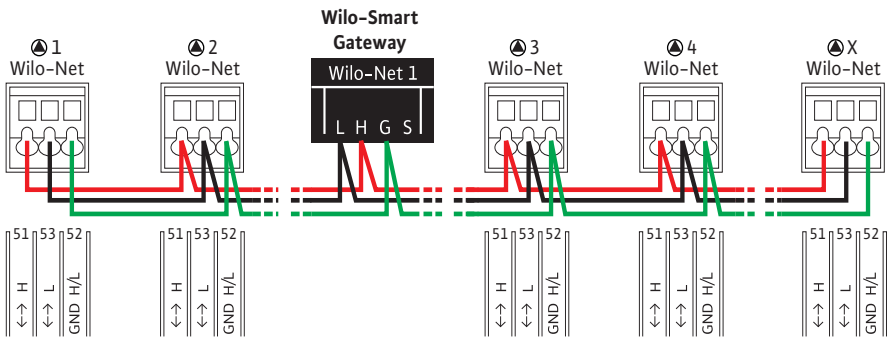 Wilo-Smart
Gateway
1
Wilo-Net
2
Wilo-Net
Wilo-Net 1
L H G S
3
Wilo-Net
4
Wilo-Net
X
Wilo-Net
51 53 52
<--> H
<--> L
GND H/L
51 53 52
<--> H
<--> L
GND H/L
51 53 52
<--> H
<--> L
GND H/L
51 53 52
<--> H
<--> L
GND H/L
51 53 52
<--> H
<--> L
GND H/L